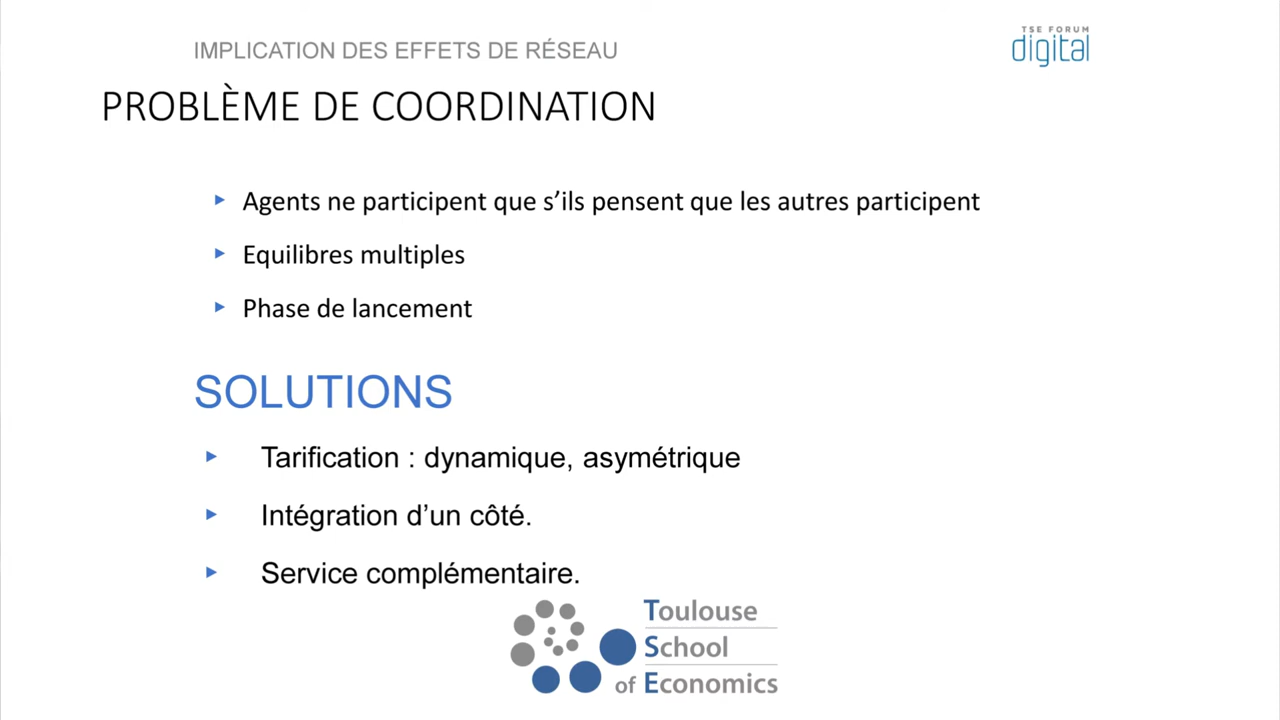 IMPLICATION DES EFFETS DE RÉSEAU
TSE FORUM
digital
PROBLÈME DE COORDINATION
Agents ne participent que s’ils pensent que les autres participent
Equilibres multiples
Phase de lancement
SOLUTIONS
Tarification : dynamique, asymétrique
Intégration d’un côté.
Service complémentaire.
Toulouse
School
of Economics